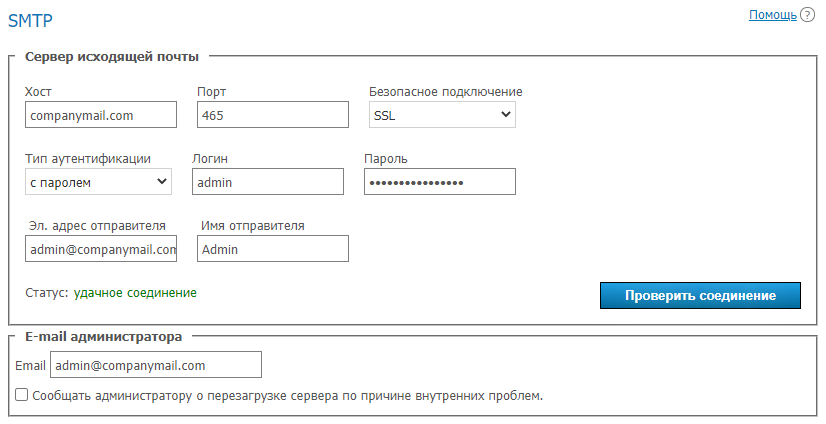 SMTP
Помощь ?
Сервер исходящей почты
Хост Порт Безопасное подключение
companymail.com 465 SSL
Тип аутентификации Логин Пароль
с паролем admin ••••••••••••••••
Эл. адрес отправителя Имя отправителя
admin@companymail.com Admin
Статус: удачное соединение Проверить соединение
E-mail администратора
Email admin@companymail.com
Сообщать администратору о перезагрузке сервера по причине внутренних проблем.